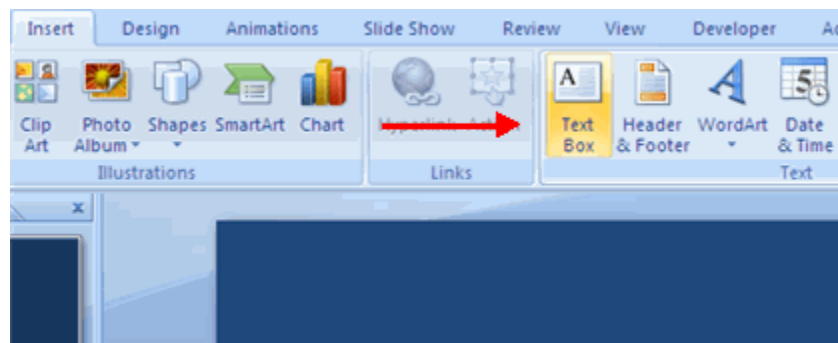 Insert Design Animations Slide Show Review View Developer
Clip Photo Shapes SmartArt Chart Text Header WordArt Date
Art Album Box & Footer & Time
Illustrations Links Text